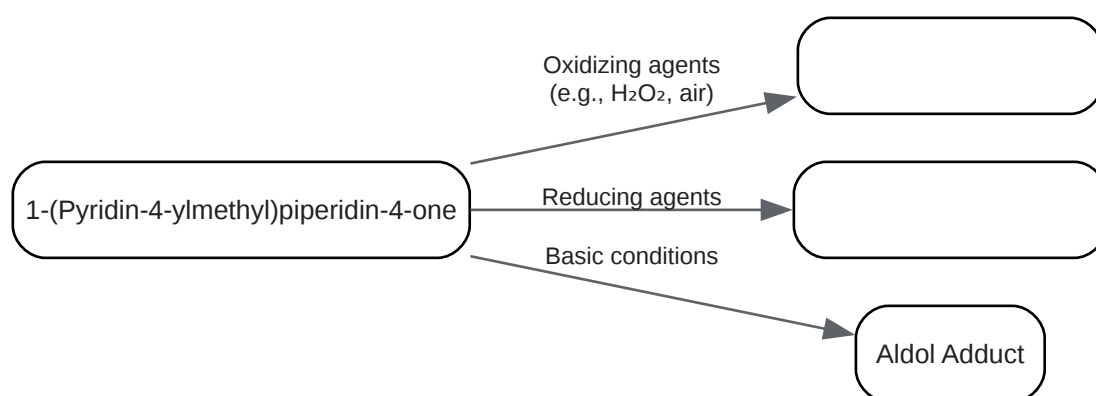 Oxidizing agents
(e.g., H₂O₂, air)
1-(Pyridin-4-ylmethyl)piperidin-4-one
Reducing agents
Basic conditions
Aldol Adduct